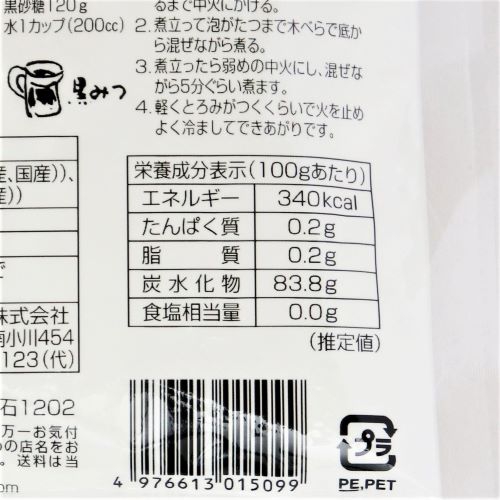 黒砂糖120g
水1カップ(200cc)
黒みつ
るまで中火にかける。
2. 煮立って泡がたつまで木べらで底か
ら混ぜながら煮る。
3. 煮立ったら弱めの中火にし、混ぜな
がら5分ぐらい煮ます。
4. 軽くとろみがつくくらいで火を止め
よく冷ましてできあがりです。
産、国産))、
産))
で
株式会社
南小川454
123(代)
石1202
万一お気付
の店名をお
。送料は当
om
栄養成分表示(100gあたり)
エネルギー 340kcal
たんぱく質 0.2g
脂 質 0.2g
炭水化物 83.8g
食塩相当量 0.0g
(推定値)
4 976613 015099
プラ
PE,PET